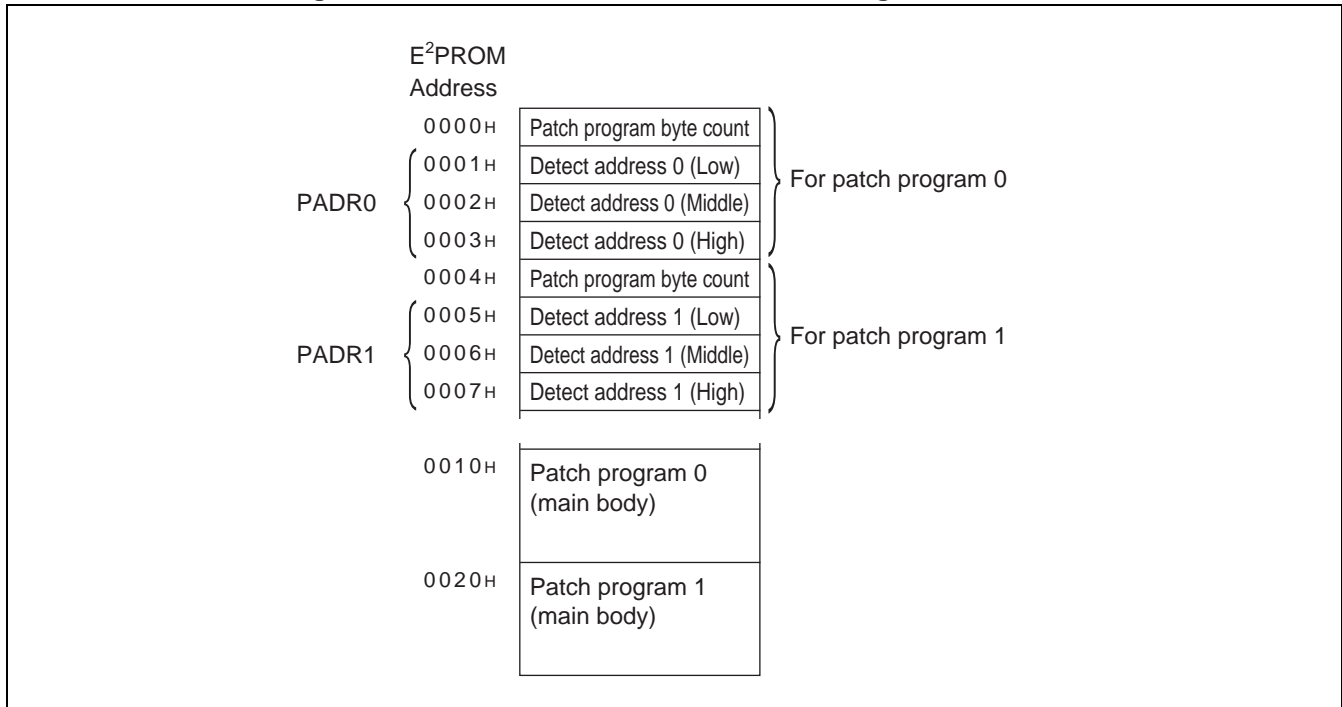 E²PROM
Address
0000H Patch program byte count
0001H Detect address 0 (Low)
For patch program 0
PADR0 0002H Detect address 0 (Middle)
0003H Detect address 0 (High)
0004H Patch program byte count
0005H Detect address 1 (Low)
For patch program 1
PADR1 0006H Detect address 1 (Middle)
0007H Detect address 1 (High)
0010H Patch program 0
(main body)
0020H Patch program 1
(main body)